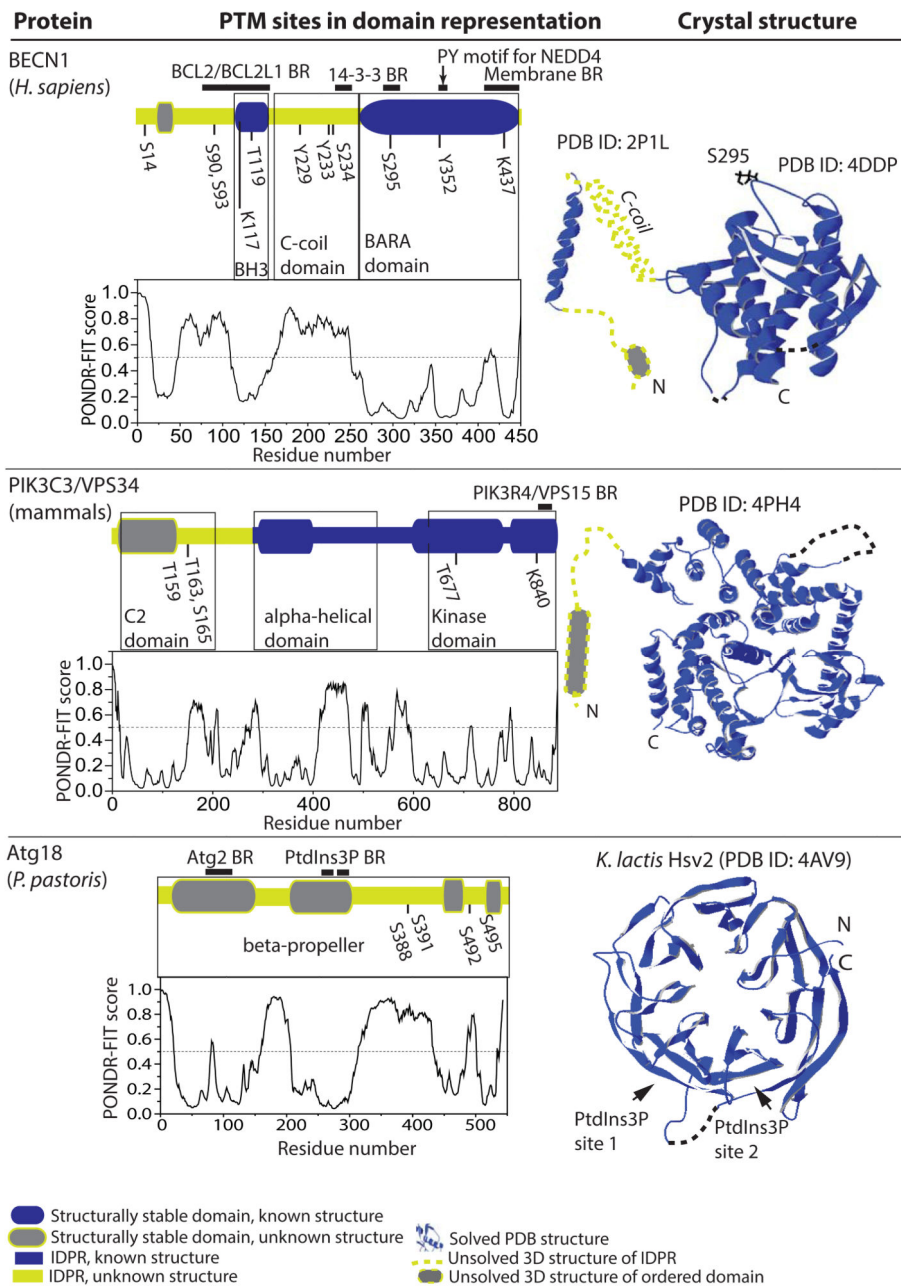 Protein PTM sites in domain representation Crystal structure
BECN1
(H. sapiens)
BCL2/BCL2L1 BR
14-3-3 BR
PY motif for NEDD4
Membrane BR
S14
S90, S93
T119
K117
BH3
Y229
Y233
S234
C-coil
domain
S295
Y352
K437
BARA
domain
PDB ID: 2P1L
C-coil
N
S295
PDB ID: 4DDP
C
PONDR-FIT score
1.0
0.8
0.6
0.4
0.2
0.0
0 50 100 150 200 250 300 350 400 450
Residue number
PIK3C3/VPS34
(mammals)
PIK3R4/VPS15 BR
T159
T163, S165
C2
domain
alpha-helical
domain
T677
K840
Kinase
domain
PDB ID: 4PH4
N
C
PONDR-FIT score
1.0
0.8
0.6
0.4
0.2
0
0 200 400 600 800
Residue number
Atg18
(P. pastoris)
Atg2 BR
PtdIns3P BR
beta-propeller
S388
S391
S492
S495
K. lactis Hsv2 (PDB ID: 4AV9)
N
C
PtdIns3P
site 1
PtdIns3P
site 2
PONDR-FIT score
1.0
0.8
0.6
0.4
0.2
0.0
0 100 200 300 400 500
Residue number
Structurally stable domain, known structure
Structurally stable domain, unknown structure
IDPR, known structure
IDPR, unknown structure
Solved PDB structure
Unsolved 3D structure of IDPR
Unsolved 3D structure of ordered domain